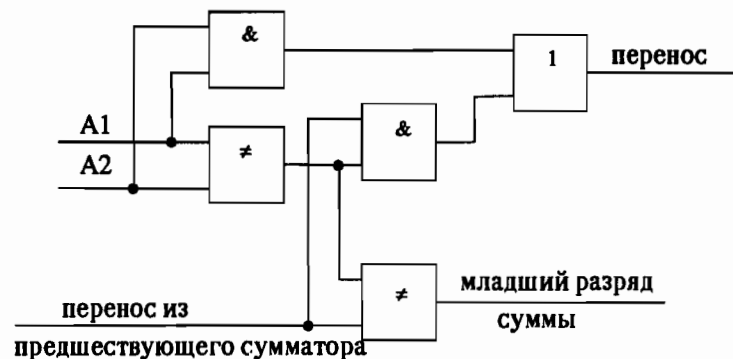 &
1
перенос
A1
&
≠
A2
младший разряд
≠
перенос из
суммы
предшествующего сумматора